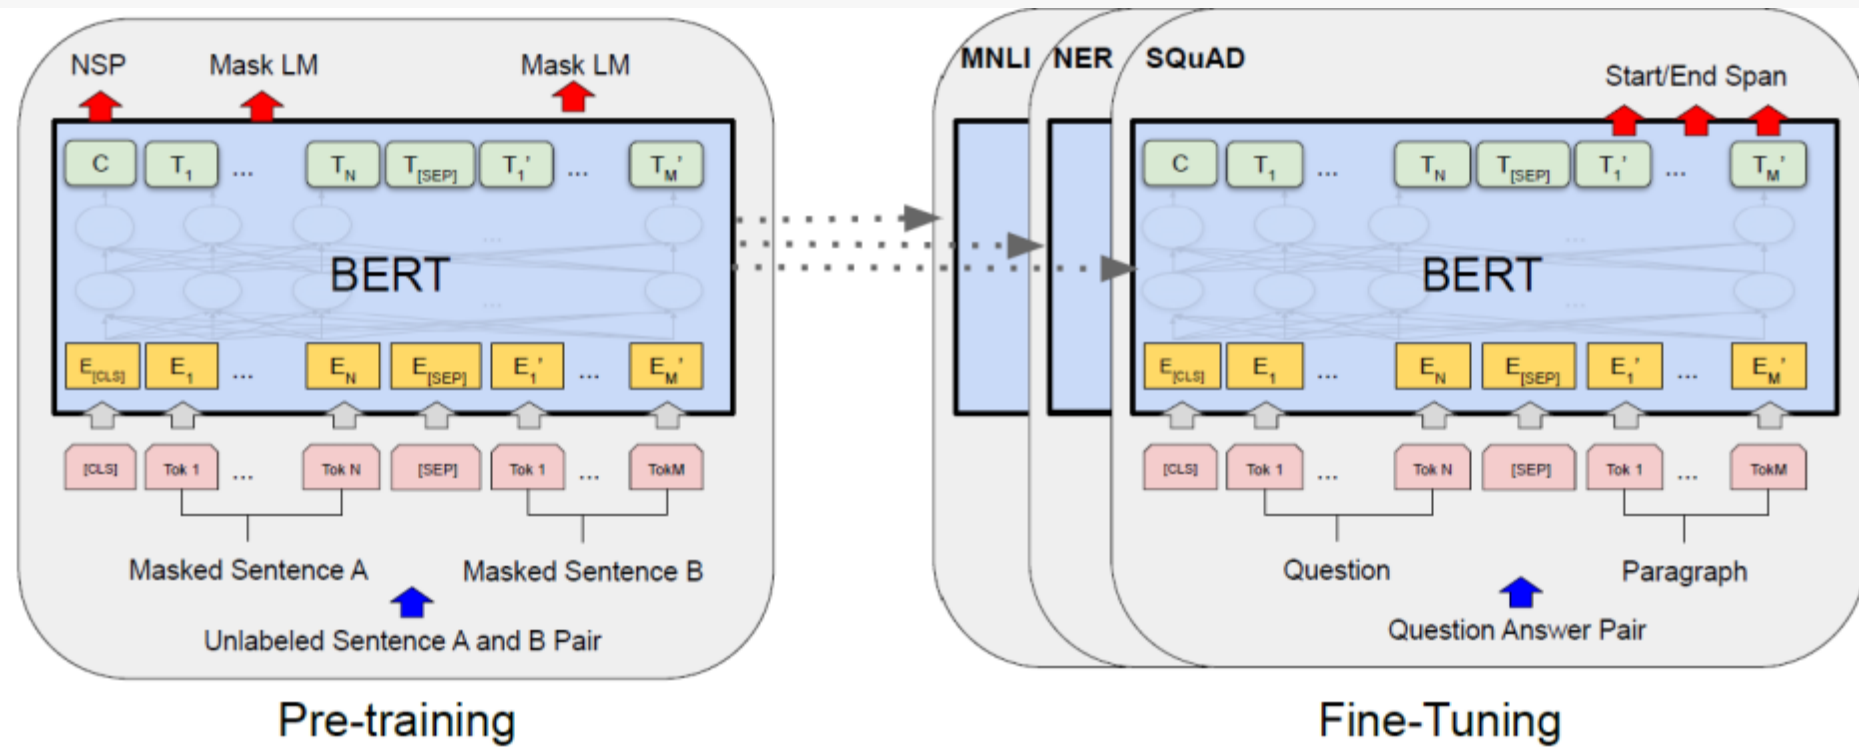 NSP Mask LM Mask LM
C T1 ... TN T[SEP] T1' ... TM'
...
BERT
...
E[CLS] E1 ... EN E[SEP] E1' ... EM'
[CLS] Tok 1 ... Tok N [SEP] Tok 1 ... TokM
Masked Sentence A Masked Sentence B
Unlabeled Sentence A and B Pair
Pre-training
MNLI NER SQuAD
Start/End Span
C T1 ... TN T[SEP] T1' ... TM'
...
BERT
...
E[CLS] E1 ... EN E[SEP] E1' ... EM'
[CLS] Tok 1 ... Tok N [SEP] Tok 1 ... TokM
Question Paragraph
Question Answer Pair
Fine-Tuning